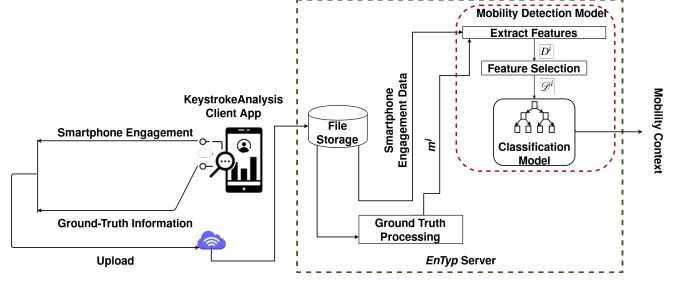 Mobility Detection Model
Extract Features
D^i
Feature Selection
𝒟^i
Classification
Model
KeystrokeAnalysis
Client App
Smartphone Engagement
Ground-Truth Information
Upload
File
Storage
Smartphone
Engagement Data
m^i
Ground Truth
Processing
EnTyp Server
Mobility Context